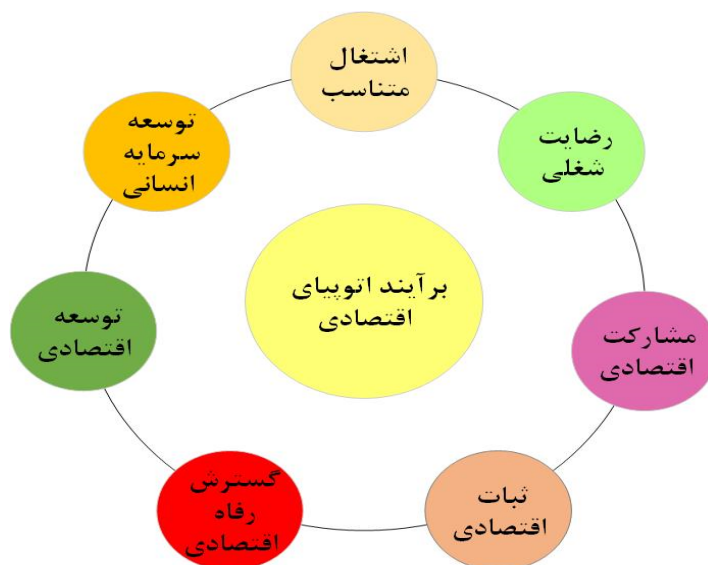 اشتغال
متناسب
رضایت
شغلی
مشارکت
اقتصادی
ثبات
اقتصادی
گسترش
رفاه
اقتصادی
توسعه
اقتصادی
توسعه
سرمایه
انسانی
برآیند اتوپیای
اقتصادی